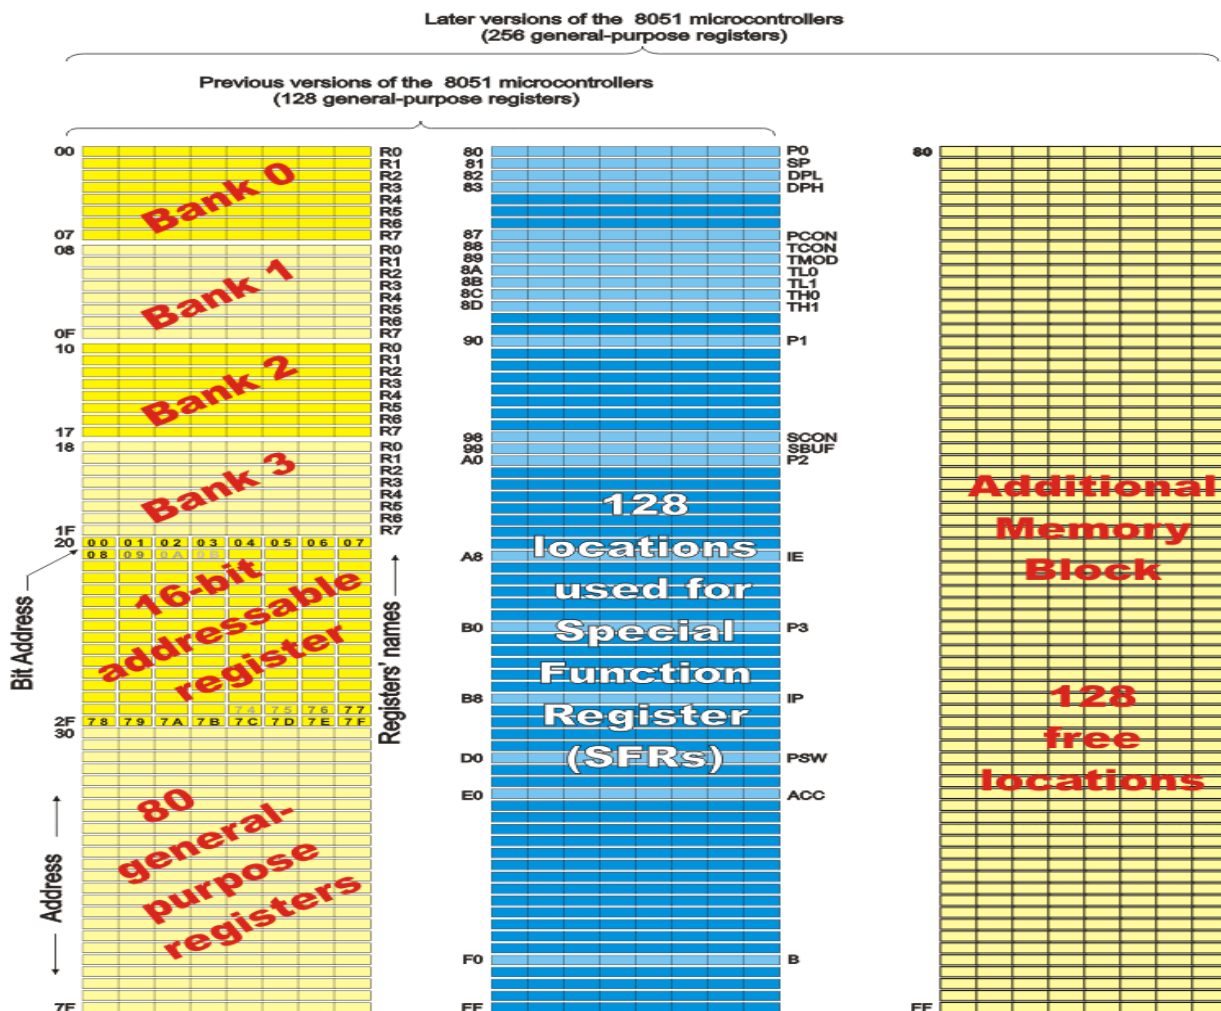 Later versions of the 8051 microcontrollers
(256 general-purpose registers)
Previous versions of the 8051 microcontrollers
(128 general-purpose registers)
00
R0
R1
R2
R3
R4
R5
R6
07
R7
Bank 0
08
R0
R1
R2
R3
R4
R5
R6
0F
R7
Bank 1
10
R0
R1
R2
R3
R4
R5
R6
17
R7
Bank 2
18
R0
R1
R2
R3
R4
R5
R6
1F
R7
Bank 3
20 00 01 02 03 04 05 06 07
08 09 0A 0B
16-bit
addressable
register
74 75 76 77
2F 78 79 7A 7B 7C 7D 7E 7F
30
Bit Address
Registers' names
80
general-
purpose
registers
Address
7F
80 P0
81 SP
82 DPL
83 DPH
87 PCON
88 TCON
89 TMOD
8A TL0
8B TL1
8C TH0
8D TH1
90 P1
98 SCON
99 SBUF
A0 P2
A8 IE
B0 P3
B8 IP
D0 PSW
E0 ACC
F0 B
FF
128
locations
used for
Special
Function
Register
(SFRs)
80
Additional
Memory
Block
128
free
locations
FF